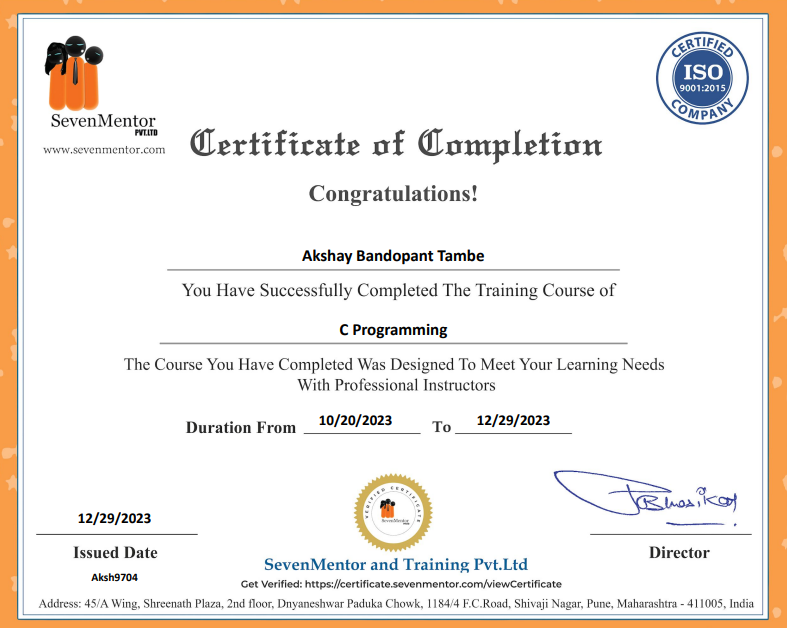 SevenMentor
PVT.LTD
www.sevenmentor.com
CERTIFIED
ISO
9001:2015
COMPANY
Certificate of Completion
Congratulations!
Akshay Bandopant Tambe
You Have Successfully Completed The Training Course of
C Programming
The Course You Have Completed Was Designed To Meet Your Learning Needs
With Professional Instructors
Duration From 10/20/2023 To 12/29/2023
VERIFIED CERTIFICATE
SevenMentor
12/29/2023
Issued Date
Director
Aksh9704
SevenMentor and Training Pvt.Ltd
Get Verified: https://certificate.sevenmentor.com/viewCertificate
Address: 45/A Wing, Shreenath Plaza, 2nd floor, Dnyaneshwar Paduka Chowk, 1184/4 F.C.Road, Shivaji Nagar, Pune, Maharashtra - 411005, India